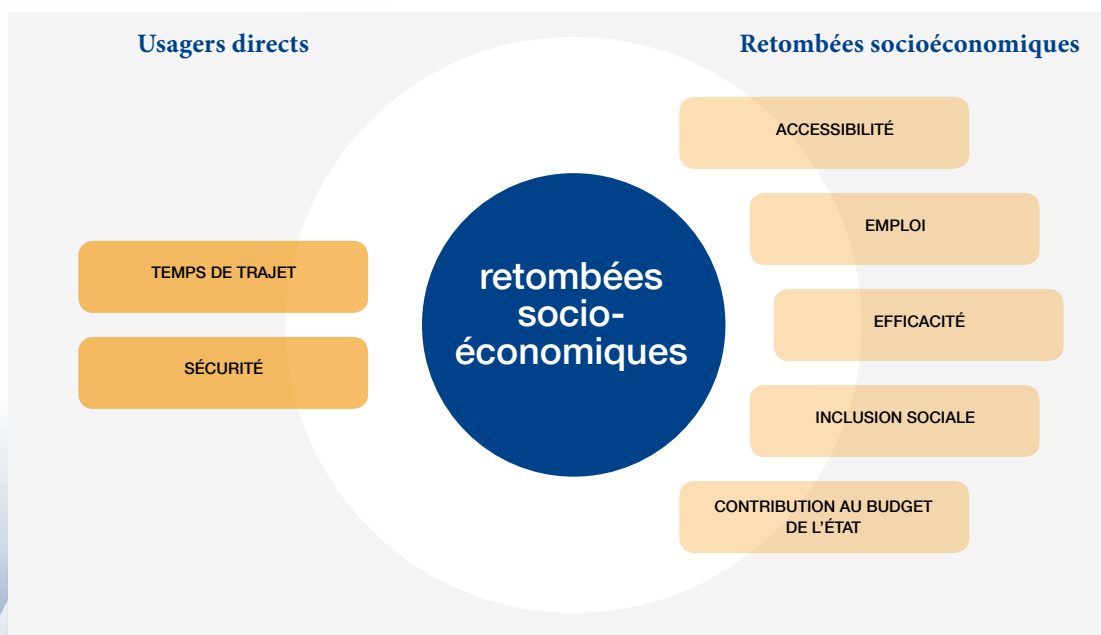 Usagers directs
Retombées socioéconomiques
TEMPS DE TRAJET
SÉCURITÉ
retombées
socio-
économiques
ACCESSIBILITÉ
EMPLOI
EFFICACITÉ
INCLUSION SOCIALE
CONTRIBUTION AU BUDGET
DE L’ÉTAT